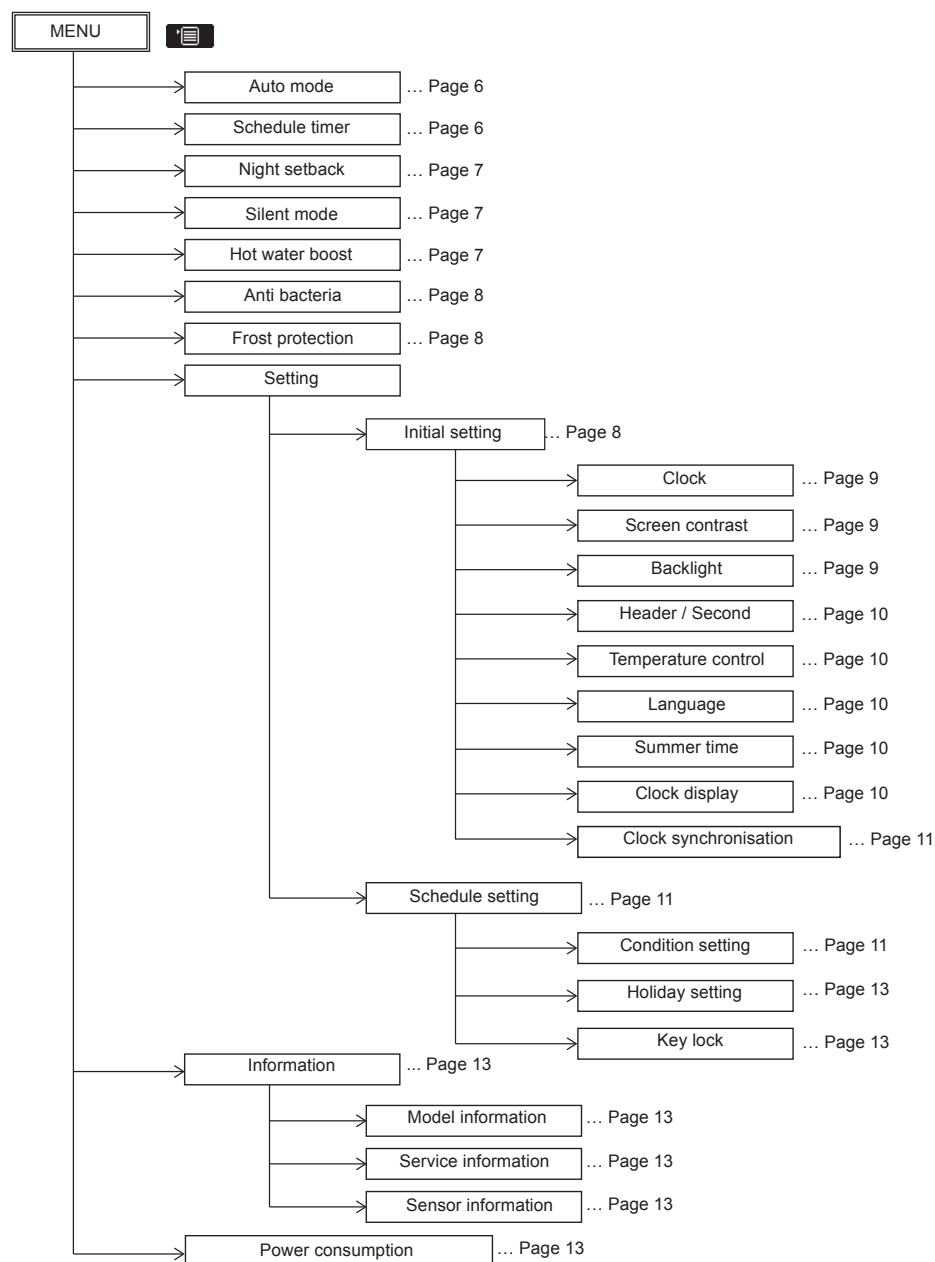 MENU
Auto mode … Page 6
Schedule timer … Page 6
Night setback … Page 7
Silent mode … Page 7
Hot water boost … Page 7
Anti bacteria … Page 8
Frost protection … Page 8
Setting
Initial setting … Page 8
Clock … Page 9
Screen contrast … Page 9
Backlight … Page 9
Header / Second … Page 10
Temperature control … Page 10
Language … Page 10
Summer time … Page 10
Clock display … Page 10
Clock synchronisation … Page 11
Schedule setting … Page 11
Condition setting … Page 11
Holiday setting … Page 13
Key lock … Page 13
Information ... Page 13
Model information … Page 13
Service information … Page 13
Sensor information … Page 13
Power consumption … Page 13